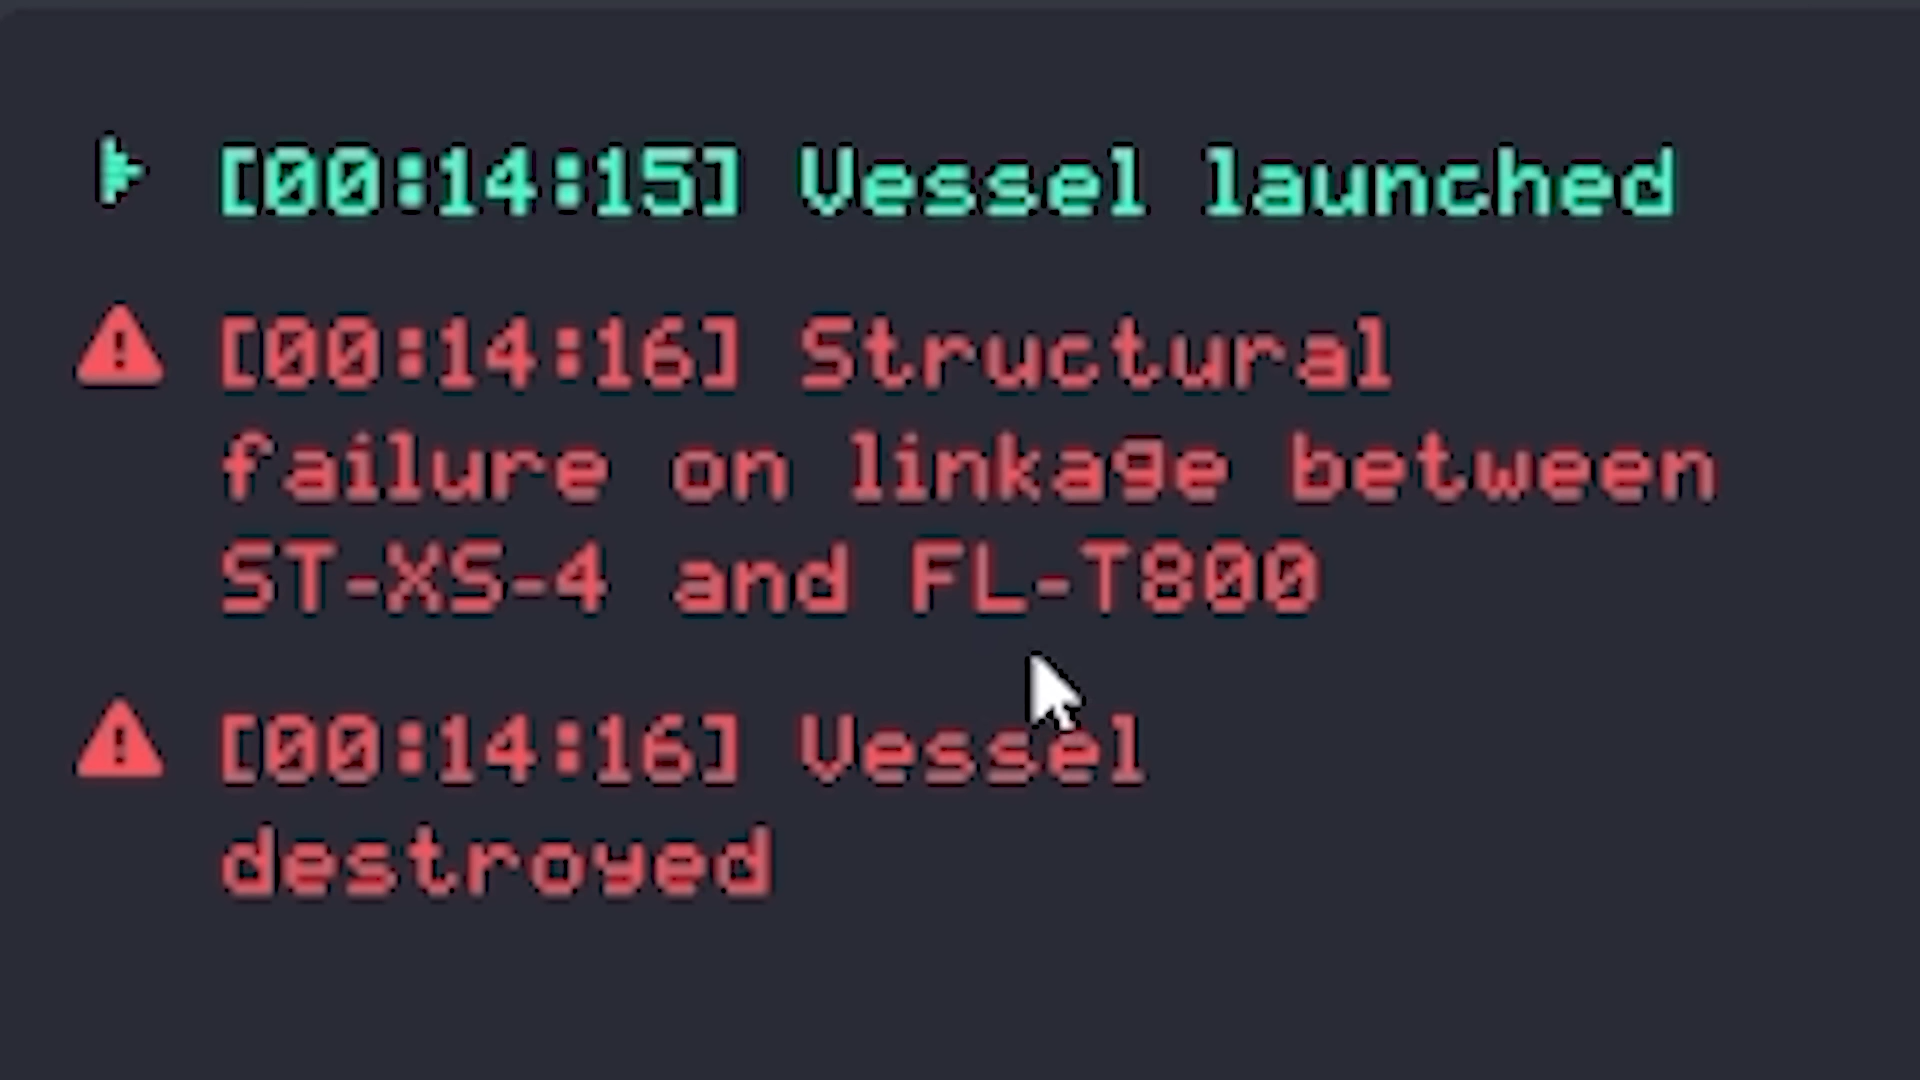 [00:14:15] Vessel launched
[00:14:16] Structural
failure on linkage between
ST-XS-4 and FL-T800
[00:14:16] Vessel
destroyed